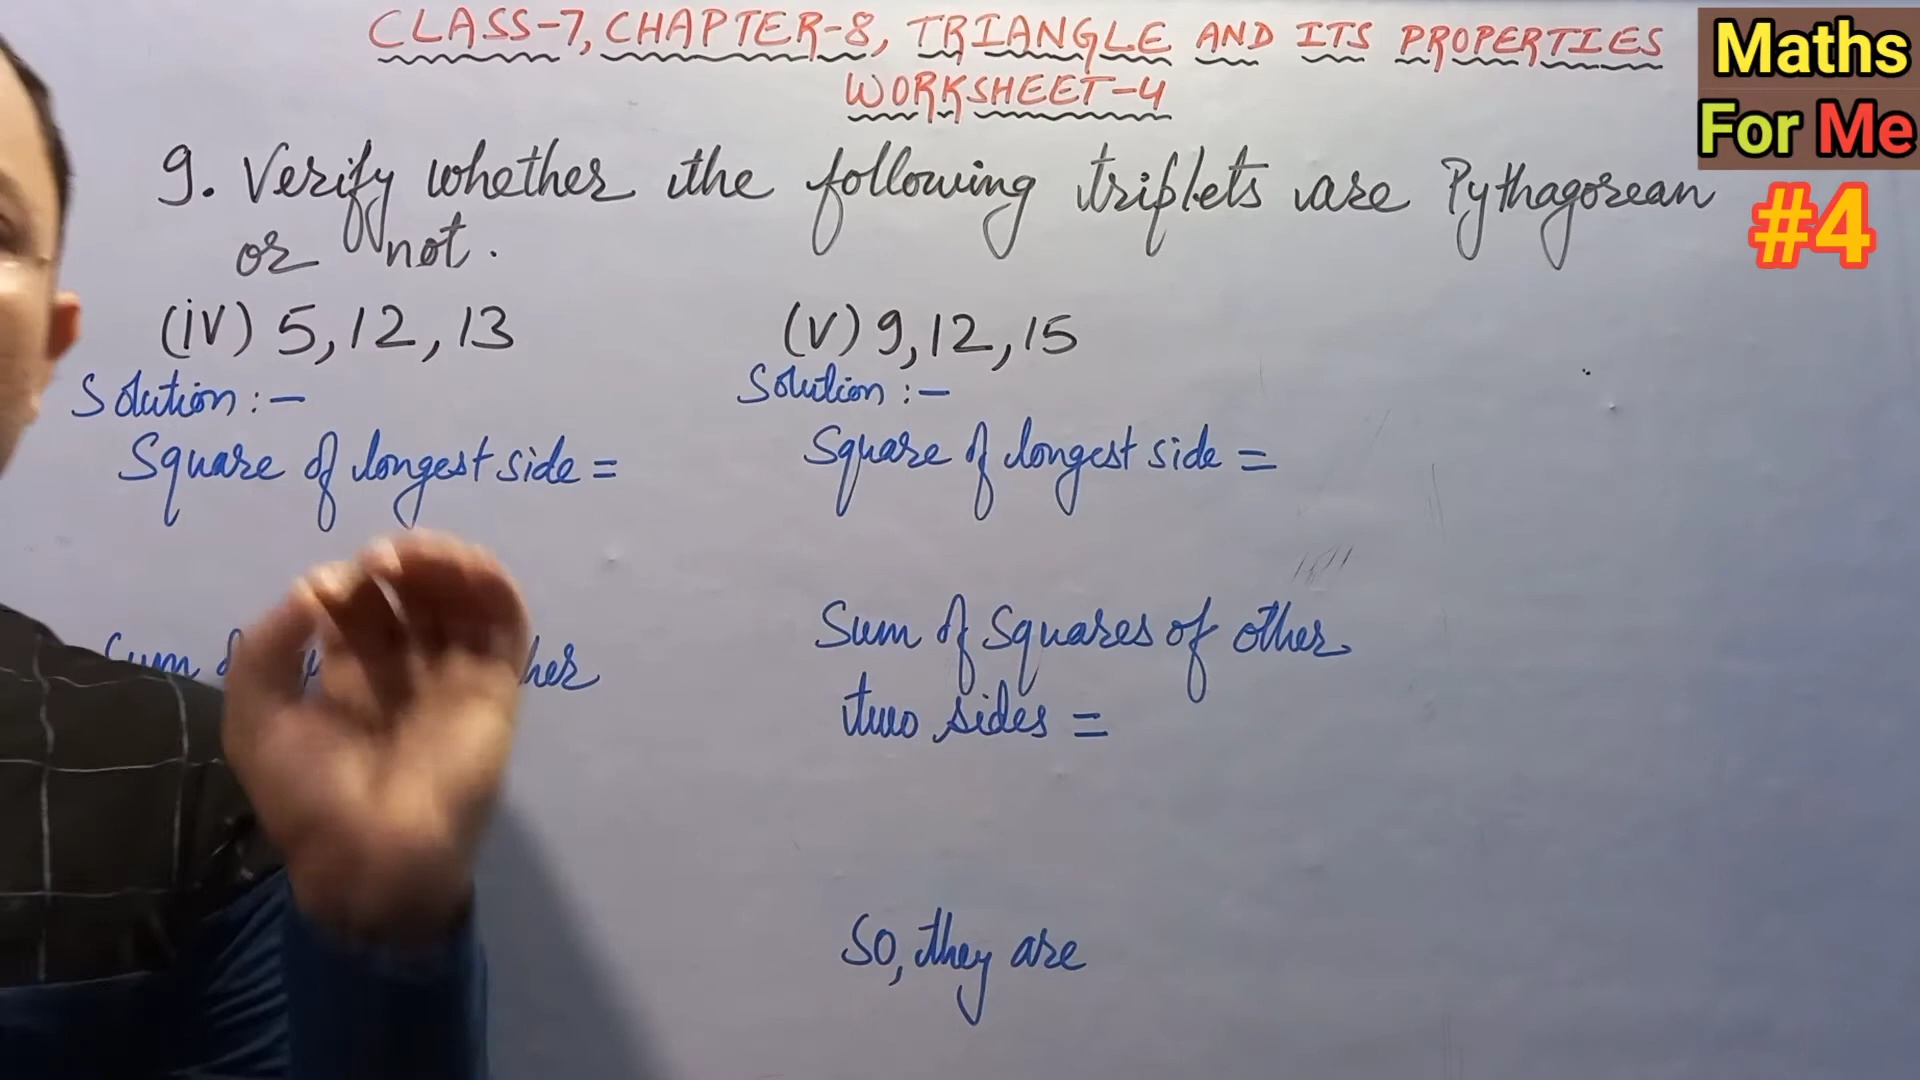 CLASS-7, CHAPTER-8, TRIANGLE AND ITS PROPERTIES
WORKSHEET-4
Maths
For Me
#4
9. Verify whether the following triplets are Pythagorean
or not.
(iv) 5, 12, 13
(v) 9, 12, 15
Solution :-
Square of longest side =
Sum of
Solution :-
Square of longest side =
Sum of squares of other
two sides =
So, they are